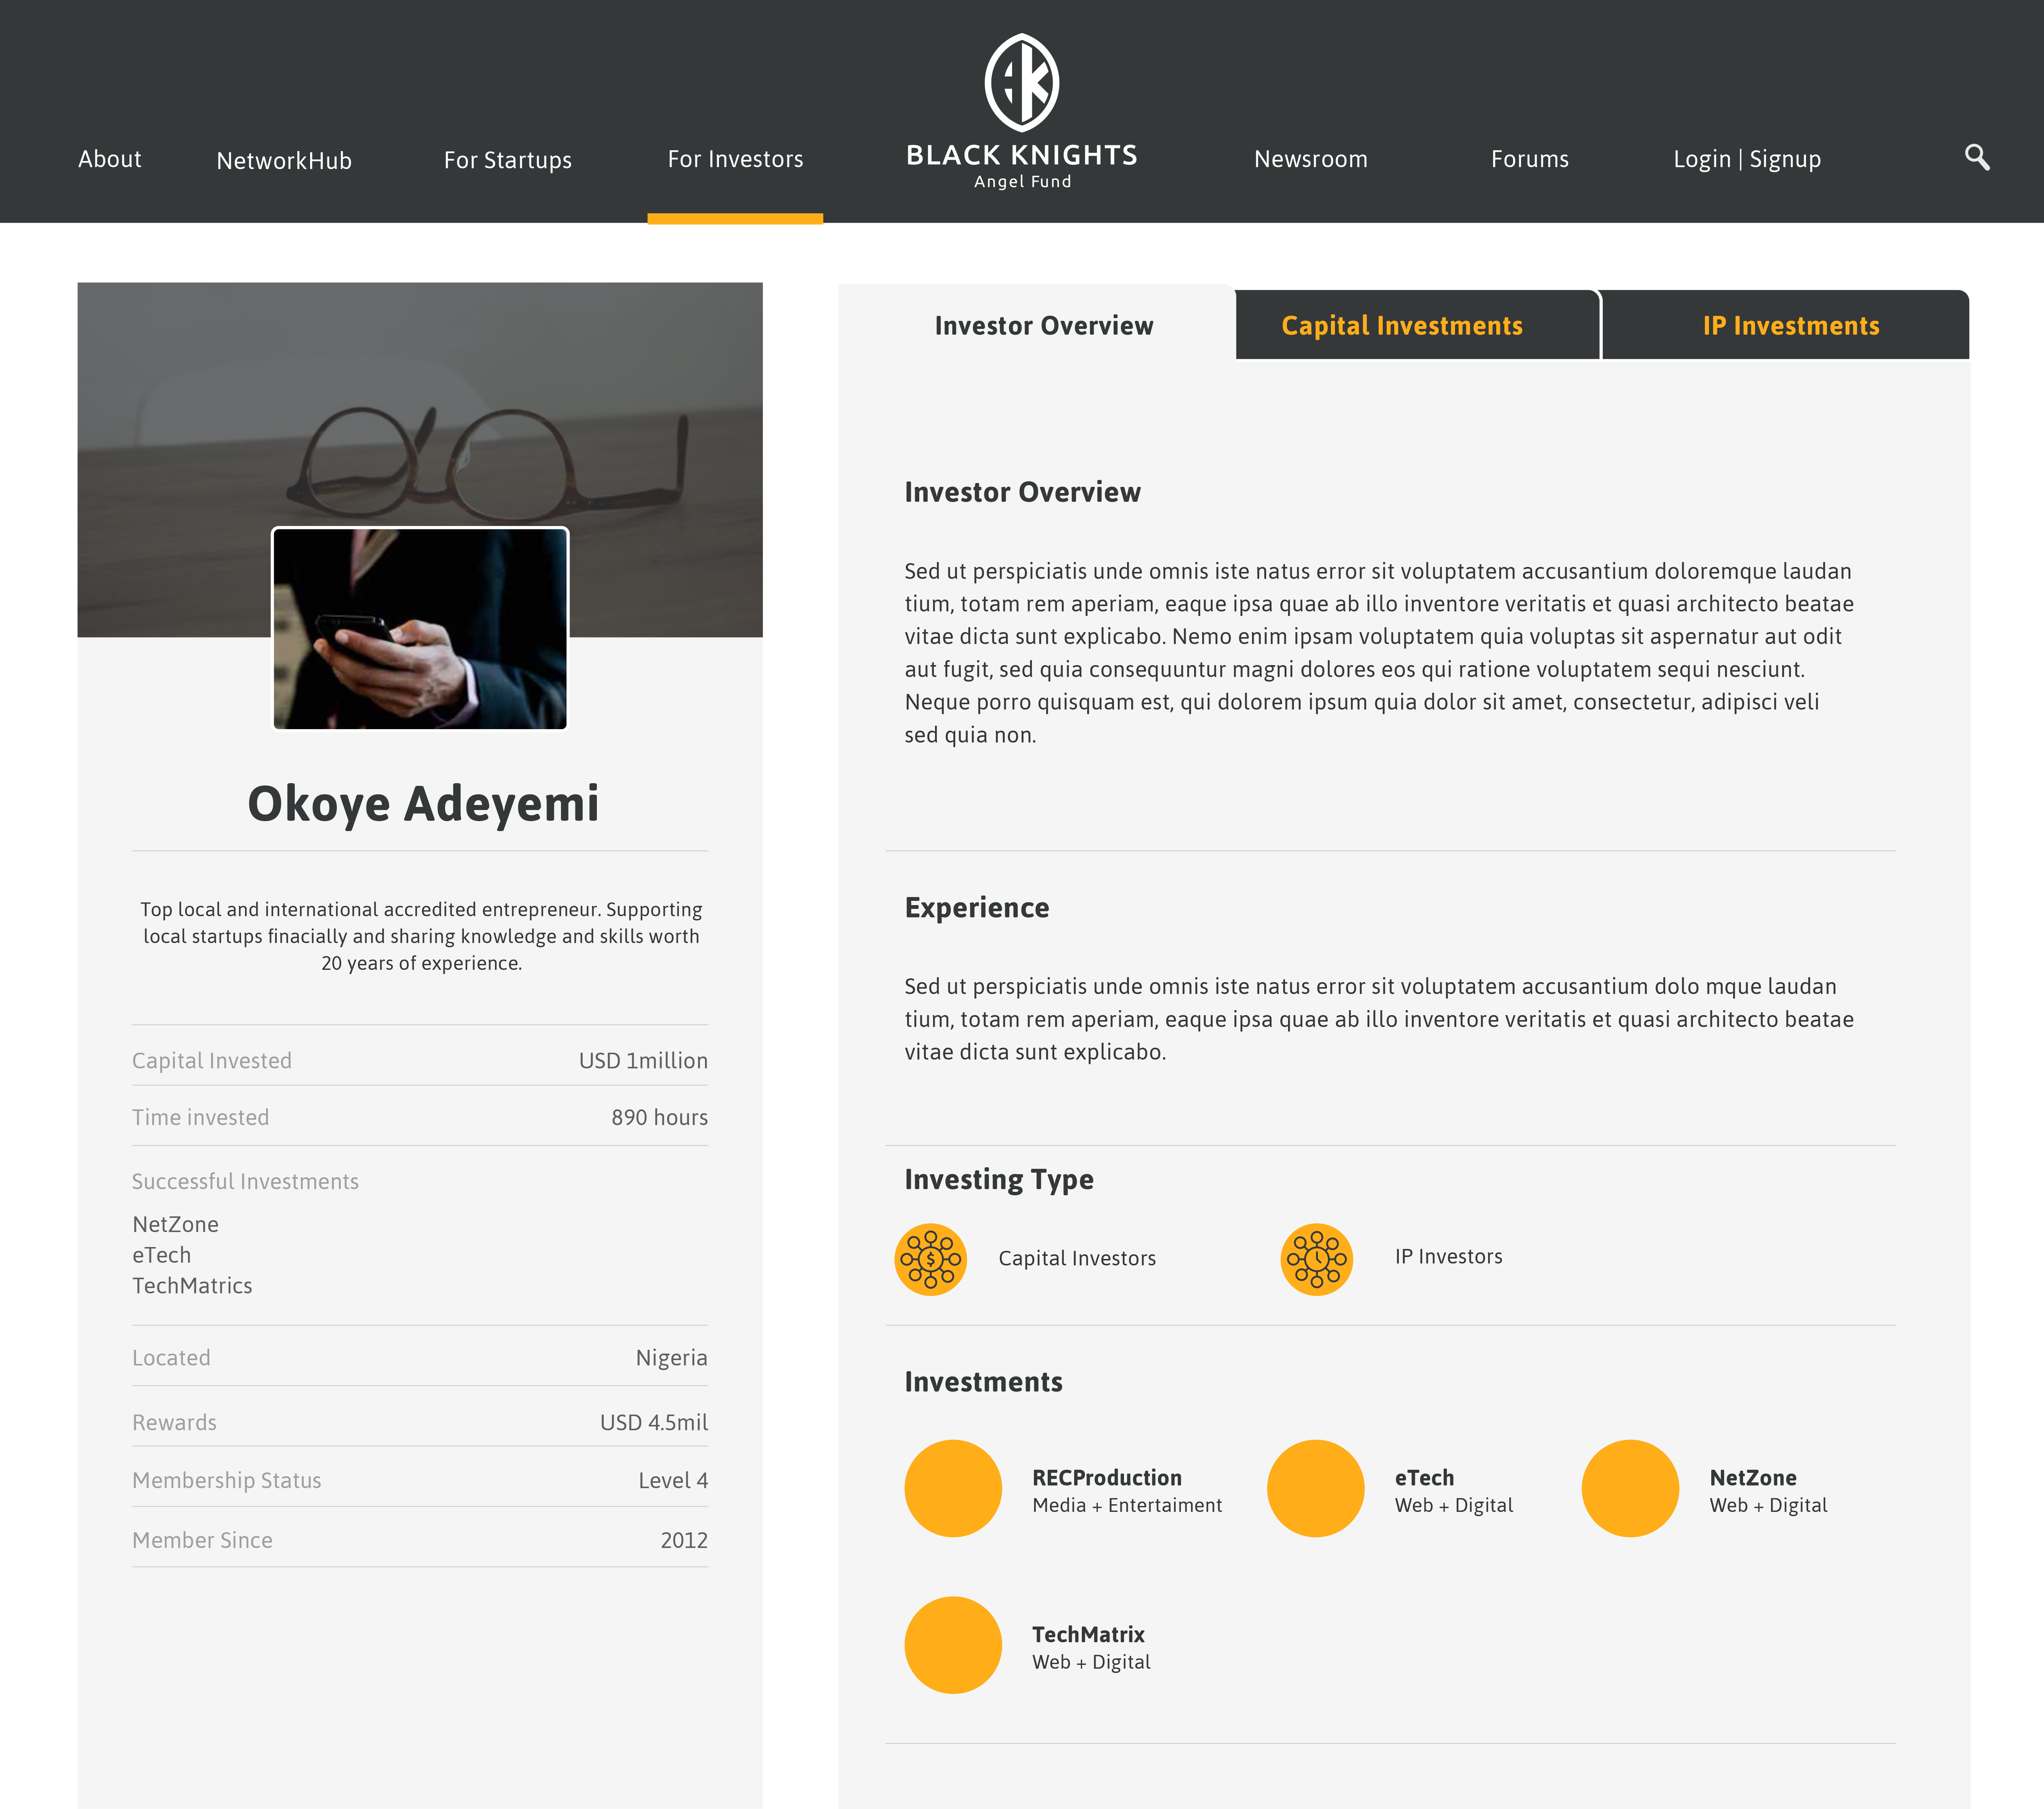 About
NetworkHub
For Startups
For Investors
BLACK KNIGHTS
Angel Fund
Newsroom
Forums
Login | Signup
Okoye Adeyemi
Top local and international accredited entrepreneur. Supporting
local startups finacially and sharing knowledge and skills worth
20 years of experience.
Capital Invested USD 1million
Time invested 890 hours
Successful Investments
NetZone
eTech
TechMatrics
Located Nigeria
Rewards USD 4.5mil
Membership Status Level 4
Member Since 2012
Investor Overview
Capital Investments
IP Investments
Investor Overview
Sed ut perspiciatis unde omnis iste natus error sit voluptatem accusantium doloremque laudan
tium, totam rem aperiam, eaque ipsa quae ab illo inventore veritatis et quasi architecto beatae
vitae dicta sunt explicabo. Nemo enim ipsam voluptatem quia voluptas sit aspernatur aut odit
aut fugit, sed quia consequuntur magni dolores eos qui ratione voluptatem sequi nesciunt.
Neque porro quisquam est, qui dolorem ipsum quia dolor sit amet, consectetur, adipisci veli
sed quia non.
Experience
Sed ut perspiciatis unde omnis iste natus error sit voluptatem accusantium dolo mque laudan
tium, totam rem aperiam, eaque ipsa quae ab illo inventore veritatis et quasi architecto beatae
vitae dicta sunt explicabo.
Investing Type
Capital Investors
IP Investors
Investments
RECProduction
Media + Entertaiment
eTech
Web + Digital
NetZone
Web + Digital
TechMatrix
Web + Digital